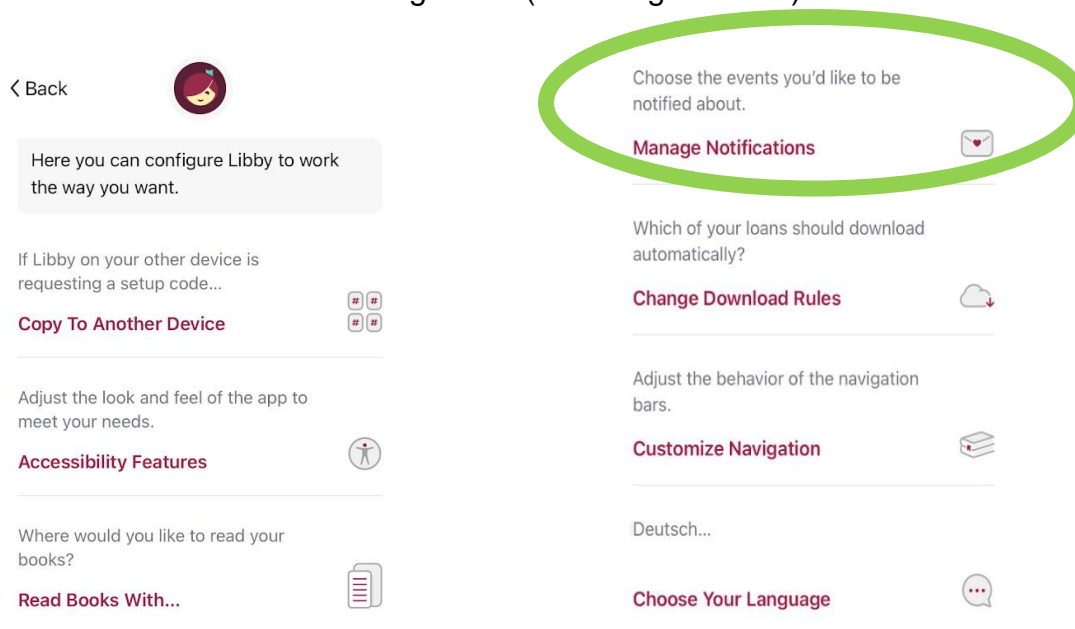 Back
Here you can configure Libby to work
the way you want.
If Libby on your other device is
requesting a setup code...
Copy To Another Device
# #
# #
Adjust the look and feel of the app to
meet your needs.
Accessibility Features
Where would you like to read your
books?
Read Books With...
Choose the events you'd like to be
notified about.
Manage Notifications
Which of your loans should download
automatically?
Change Download Rules
Adjust the behavior of the navigation
bars.
Customize Navigation
Deutsch...
Choose Your Language